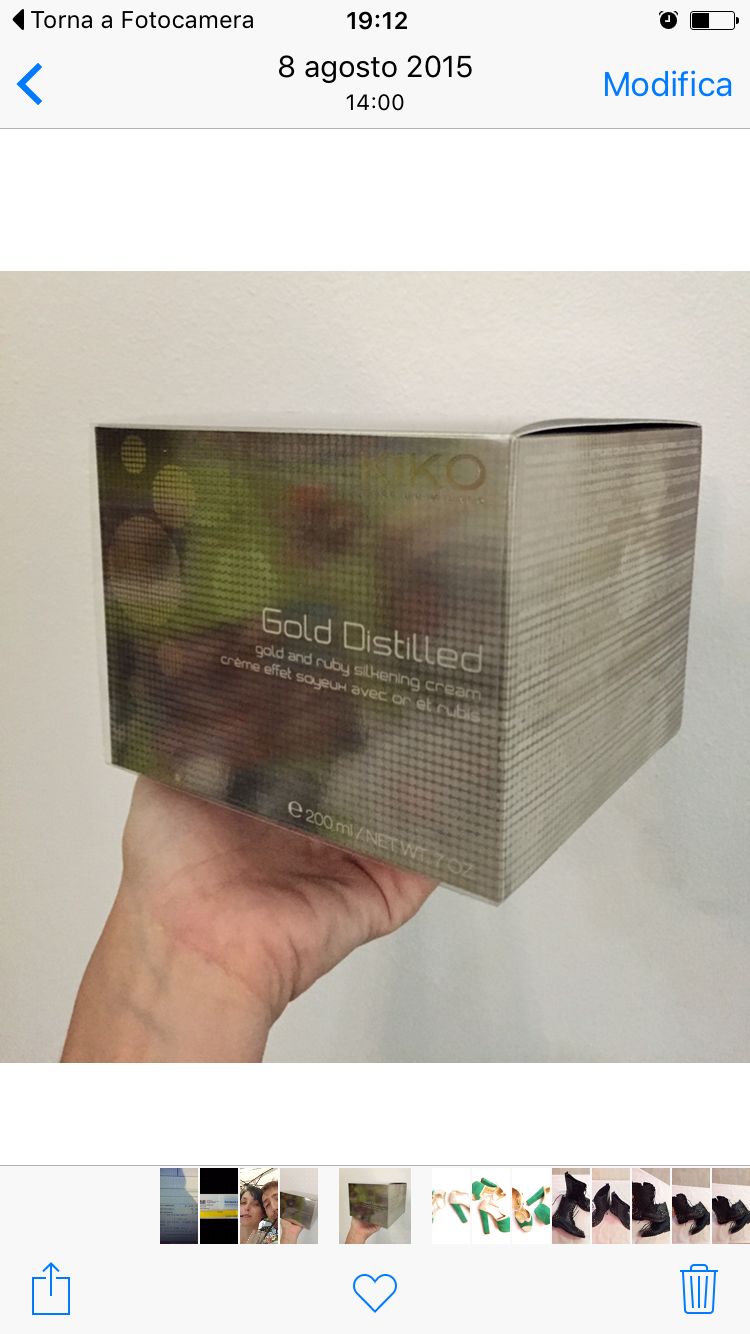 Torna a Fotocamera
19:12
8 agosto 2015
14:00
Modifica
KIKO
Gold Distilled
gold and ruby silkening cream
crème effet soyeux avec or et rubis
e 200 ml / NET WT. 7 OZ